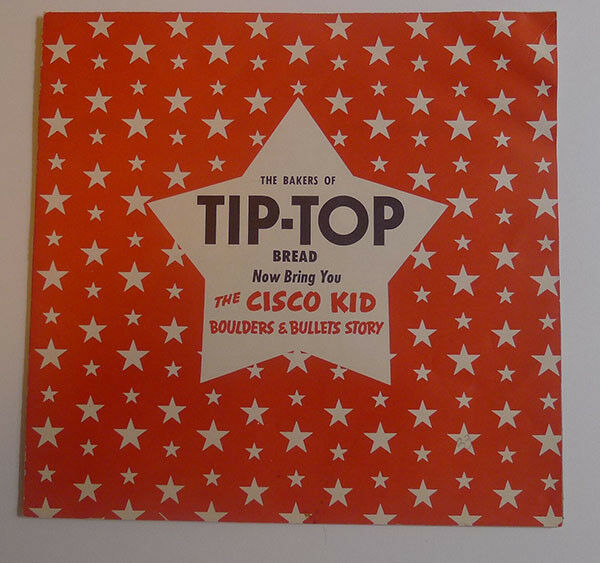 THE BAKERS OF
TIP-TOP
BREAD
Now Bring You
THE CISCO KID
BOULDERS & BULLETS STORY